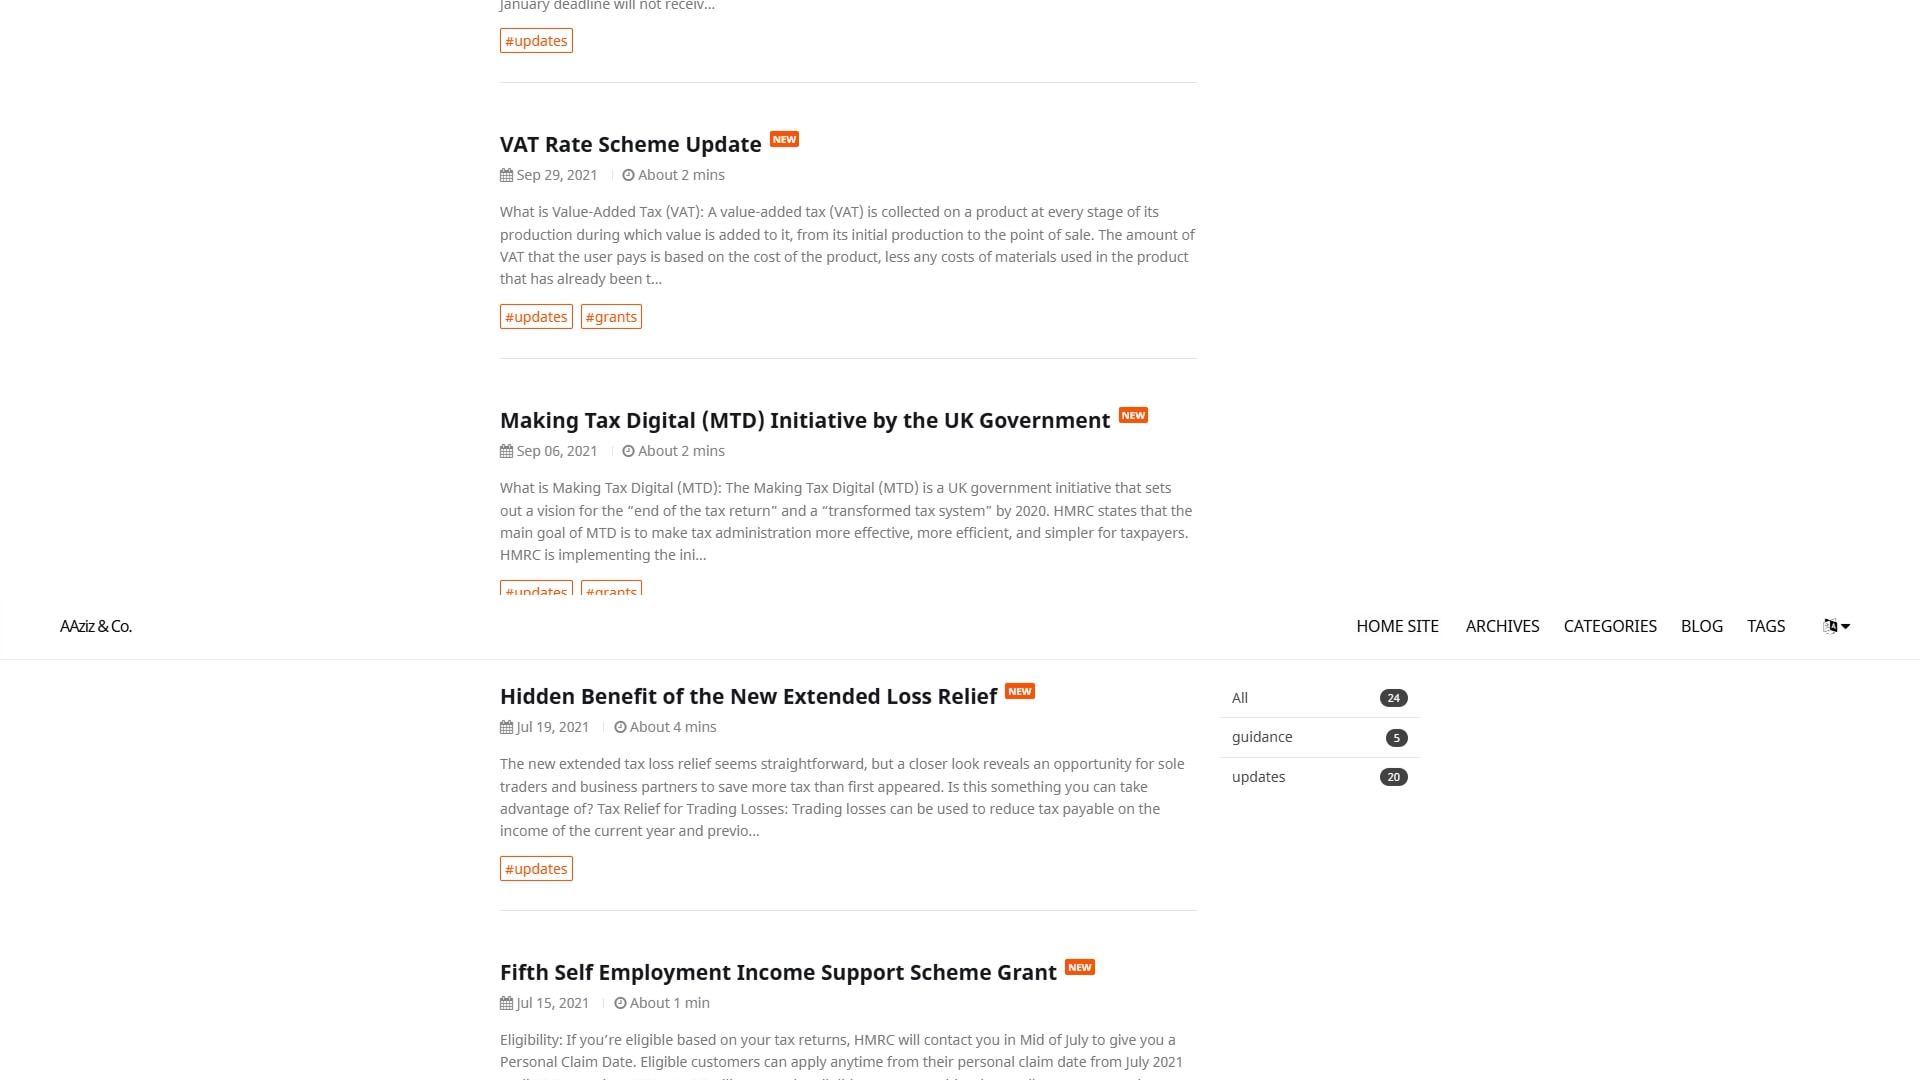 January deadline will not receiv...
#updates
VAT Rate Scheme Update NEW
Sep 29, 2021 About 2 mins
What is Value-Added Tax (VAT): A value-added tax (VAT) is collected on a product at every stage of its
production during which value is added to it, from its initial production to the point of sale. The amount of
VAT that the user pays is based on the cost of the product, less any costs of materials used in the product
that has already been t...
#updates #grants
Making Tax Digital (MTD) Initiative by the UK Government NEW
Sep 06, 2021 About 2 mins
What is Making Tax Digital (MTD): The Making Tax Digital (MTD) is a UK government initiative that sets
out a vision for the “end of the tax return” and a “transformed tax system” by 2020. HMRC states that the
main goal of MTD is to make tax administration more effective, more efficient, and simpler for taxpayers.
HMRC is implementing the ini...
#updates #grants
AAziz & Co. HOME SITE ARCHIVES CATEGORIES BLOG TAGS
Hidden Benefit of the New Extended Loss Relief NEW
Jul 19, 2021 About 4 mins
The new extended tax loss relief seems straightforward, but a closer look reveals an opportunity for sole
traders and business partners to save more tax than first appeared. Is this something you can take
advantage of? Tax Relief for Trading Losses: Trading losses can be used to reduce tax payable on the
income of the current year and previo...
#updates
All 24
guidance 5
updates 20
Fifth Self Employment Income Support Scheme Grant NEW
Jul 15, 2021 About 1 min
Eligibility: If you’re eligible based on your tax returns, HMRC will contact you in Mid of July to give you a
Personal Claim Date. Eligible customers can apply anytime from their personal claim date from July 2021